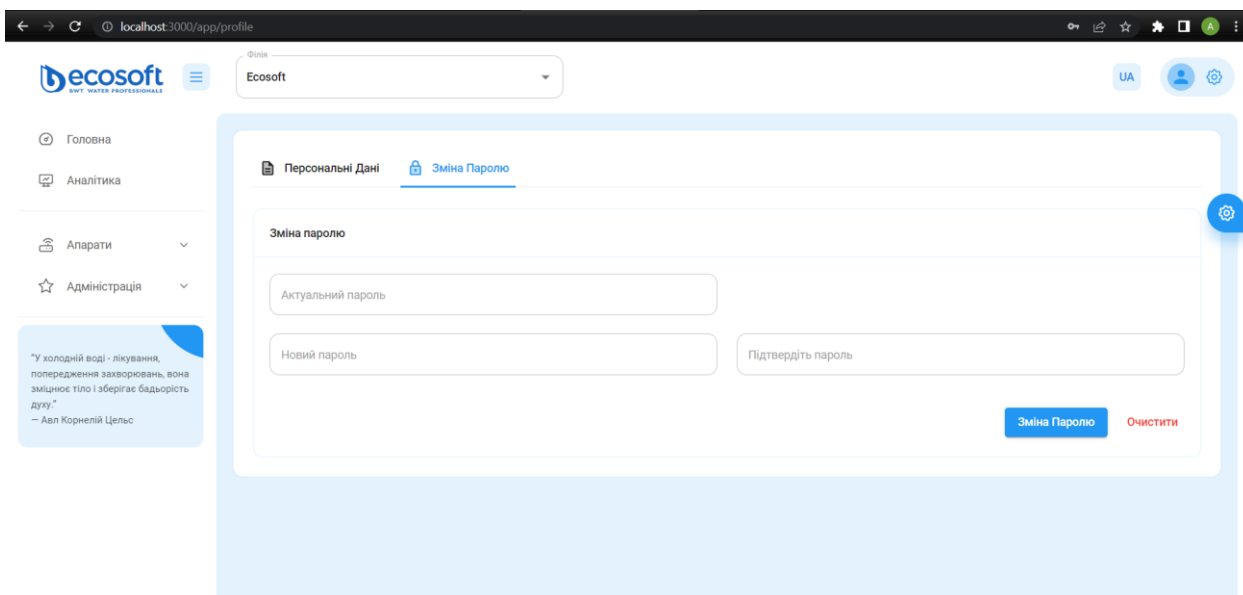 localhost:3000/app/profile
A
ecosoft
BWT WATER PROFESSIONALS
Філія
Ecosoft
UA
Головна
Аналітика
Апарати
Адміністрація
"У холодній воді - лікування,
попередження захворювань, вона
зміцнює тіло і зберігає бадьорість
духу."
— Авл Корнелій Цельс
Персональні Дані
Зміна Паролю
Зміна паролю
Актуальний пароль
Новий пароль
Підтвердіть пароль
Зміна Паролю
Очистити